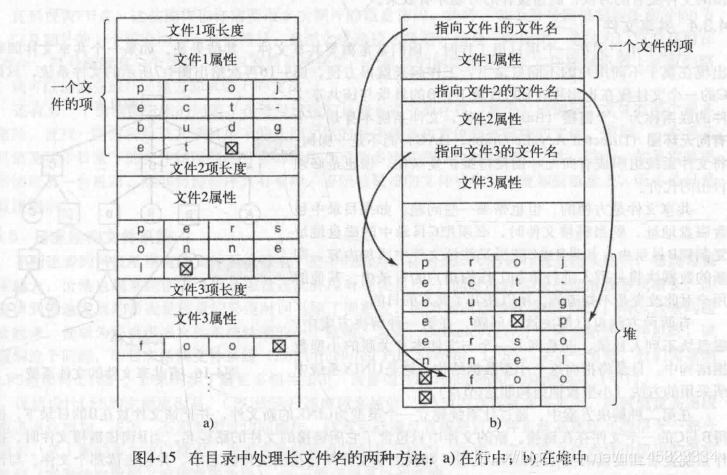 文件1项长度
文件1属性
一个文
件的项
p r o j
e c t -
b u d g
e t ☒
文件2项长度
文件2属性
p e r s
o n n e
l ☒
文件3项长度
文件3属性
f o o ☒
a)
指向文件1的文件名
文件1属性
一个文件的项
指向文件2的文件名
文件2属性
指向文件3的文件名
文件3属性
p r o j
e c t -
b u d g
e t ☒ p
e r s o
n n e l
☒ f o o
☒
堆
b)
图4-15 在目录中处理长文件名的两种方法：a) 在行中，b) 在堆中